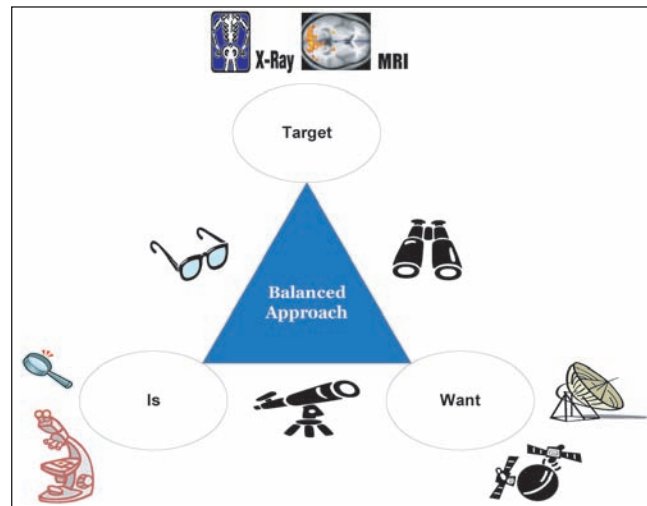 X-Ray MRI
Target
Balanced
Approach
Is
Want